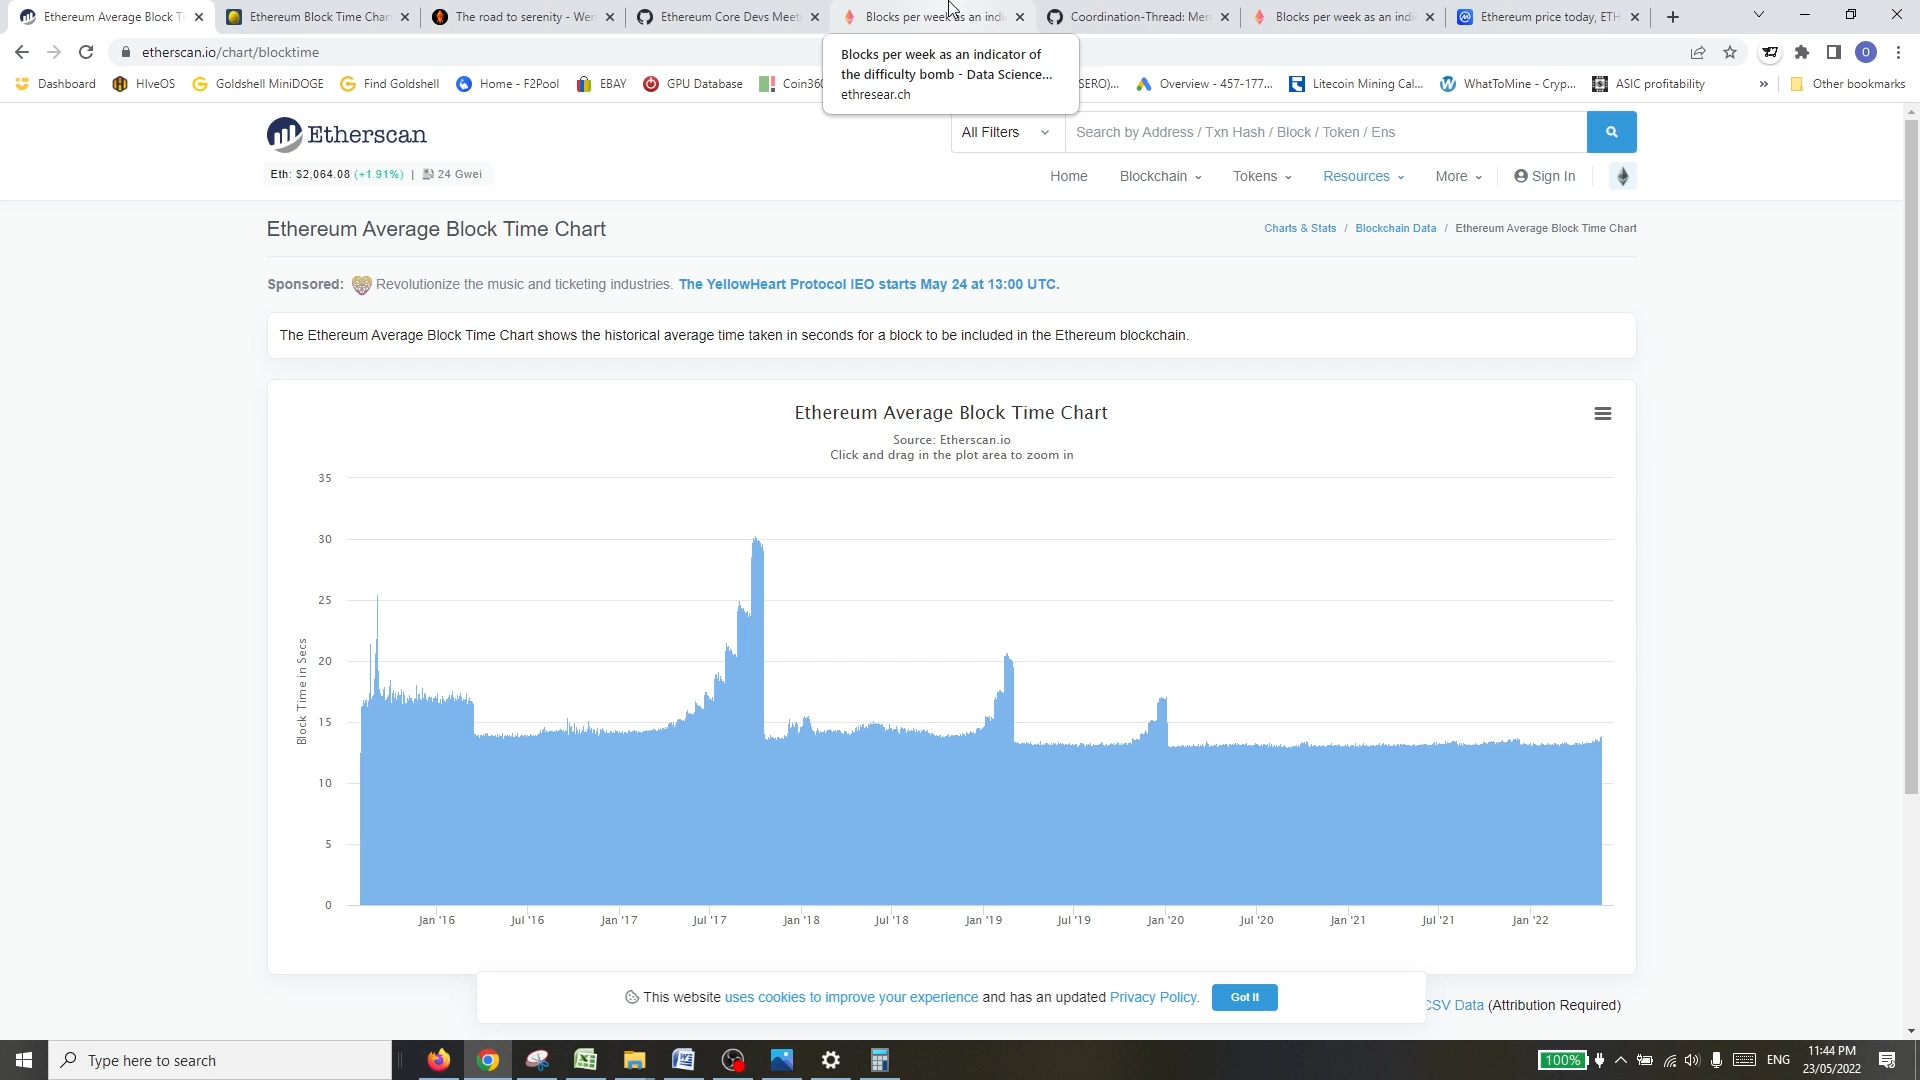 Ethereum Average Block Ti
Ethereum Block Time Char
The road to serenity - Wen
Ethereum Core Devs Meeti
Blocks per week as an indi
Coordination-Thread: Mer
Blocks per week as an indi
Ethereum price today, ETH
etherscan.io/chart/blocktime
O
Blocks per week as an indicator of
the difficulty bomb - Data Science...
ethresear.ch
Dashboard
HIveOS
Goldshell MiniDOGE
Find Goldshell
Home - F2Pool
EBAY
GPU Database
Coin360
SERO)...
Overview - 457-177...
Litecoin Mining Cal...
WhatToMine - Cryp...
ASIC profitability
»
Other bookmarks
Etherscan
All Filters
Search by Address / Txn Hash / Block / Token / Ens
Eth: $2,064.08 (+1.91%) | 24 Gwei
Home
Blockchain
Tokens
Resources
More
Sign In
Ethereum Average Block Time Chart
Charts & Stats / Blockchain Data / Ethereum Average Block Time Chart
Sponsored: Revolutionize the music and ticketing industries. The YellowHeart Protocol IEO starts May 24 at 13:00 UTC.
The Ethereum Average Block Time Chart shows the historical average time taken in seconds for a block to be included in the Ethereum blockchain.
Ethereum Average Block Time Chart
Source: Etherscan.io
Click and drag in the plot area to zoom in
Block Time in Secs
35
30
25
20
15
10
5
0
Jan '16
Jul '16
Jan '17
Jul '17
Jan '18
Jul '18
Jan '19
Jul '19
Jan '20
Jul '20
Jan '21
Jul '21
Jan '22
This website uses cookies to improve your experience and has an updated Privacy Policy.
Got It
CSV Data (Attribution Required)
Type here to search
100%
ENG
11:44 PM
23/05/2022